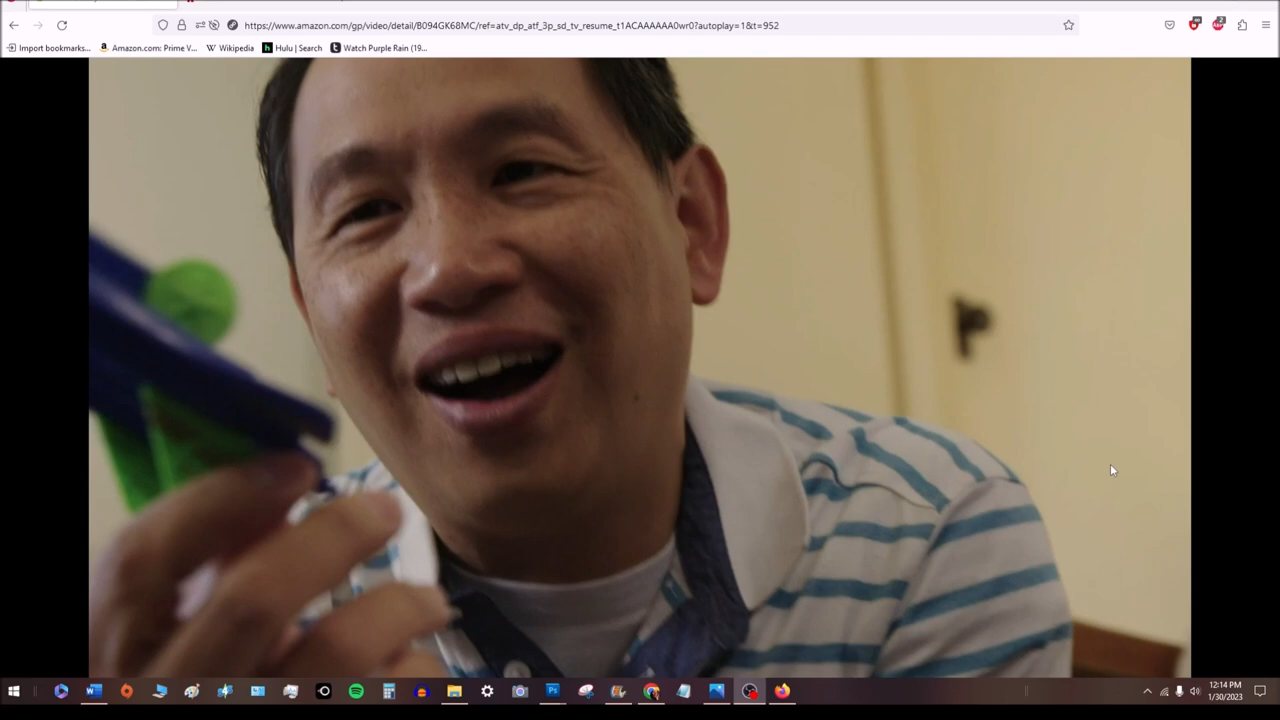 https://www.amazon.com/gp/video/detail/B094GK68MC/ref=atv_dp_atf_3p_sd_tv_resume_t1ACAAAAAA0wr0?autoplay=1&t=952
Import bookmarks... Amazon.com: Prime V... Wikipedia Hulu | Search Watch Purple Rain (19...
12:14 PM
1/30/2023